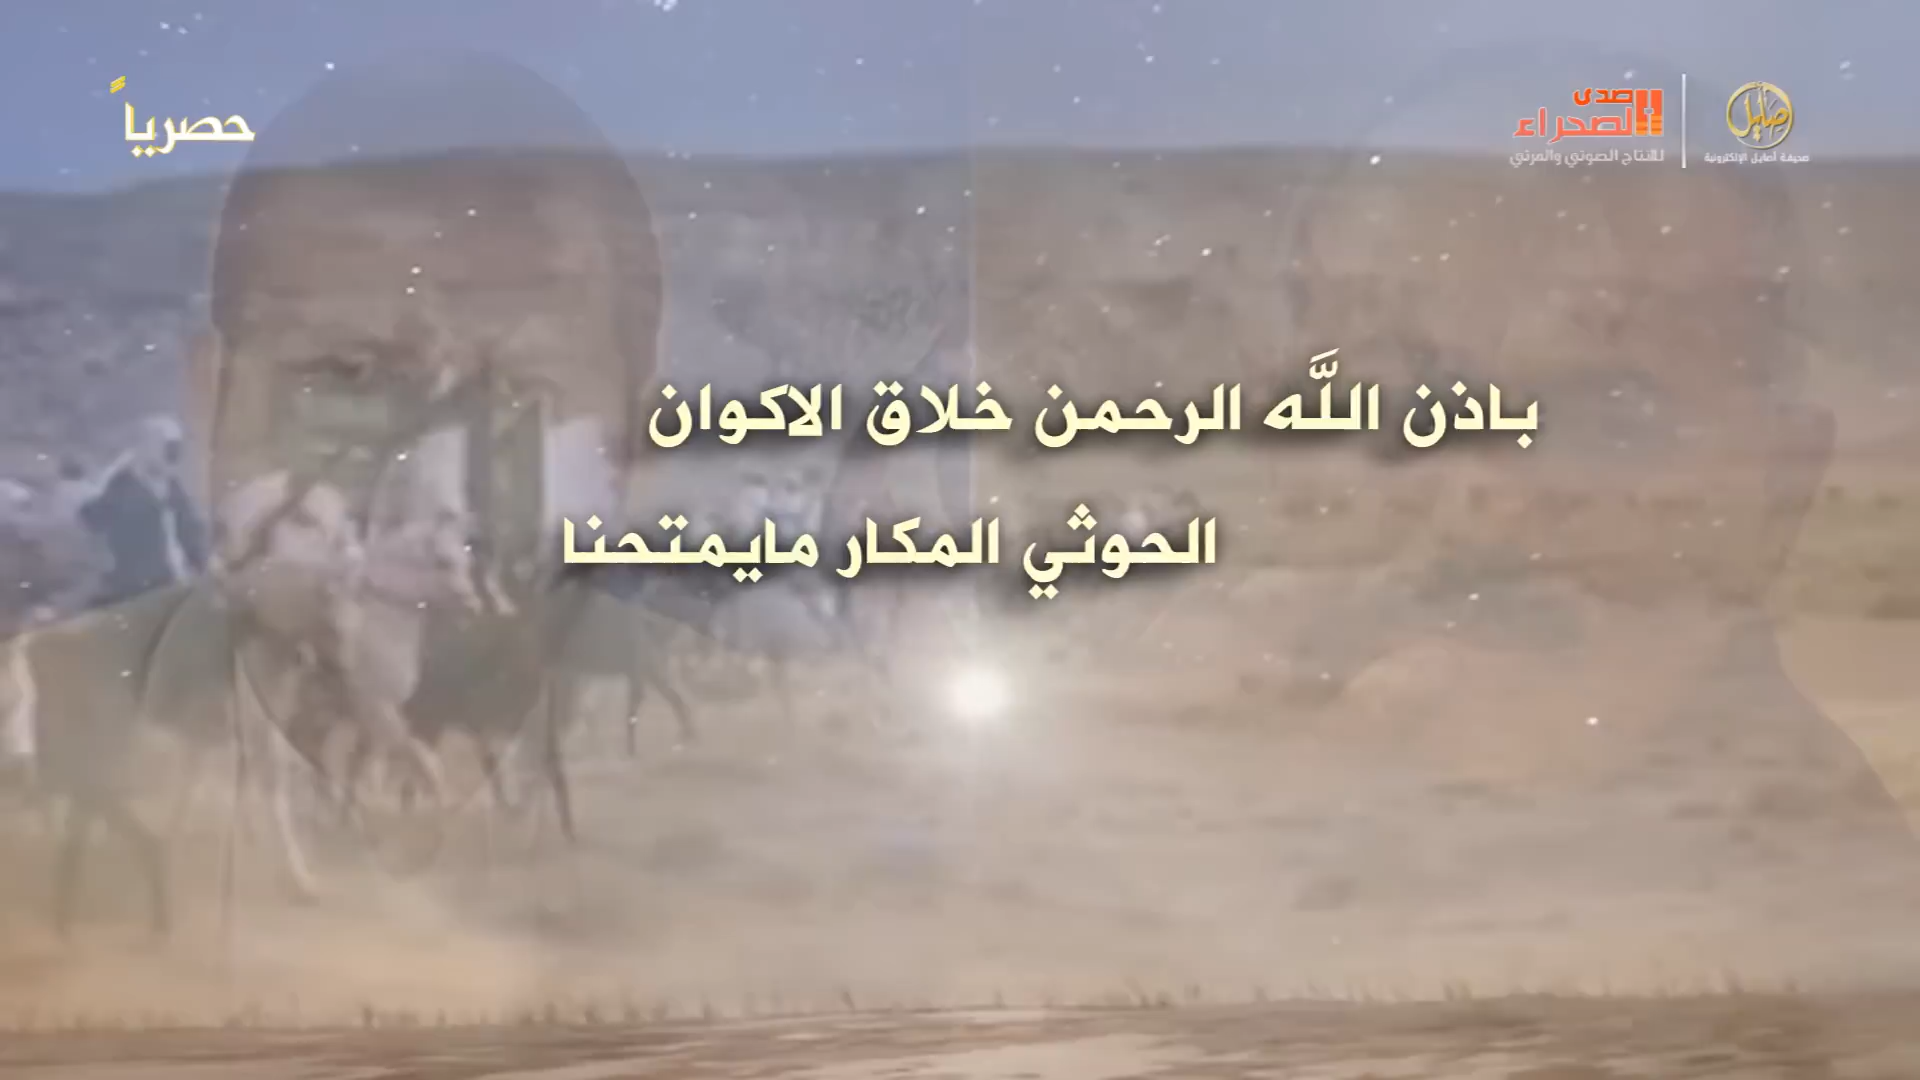 حصرياً
صدى
الصحراء
للانتاج الصوتي والمرئي
صحيفة أصايل الإلكترونية
باذن اللَّه الرحمن خلاق الاكوان
الحوثي المكار مايمتحنا